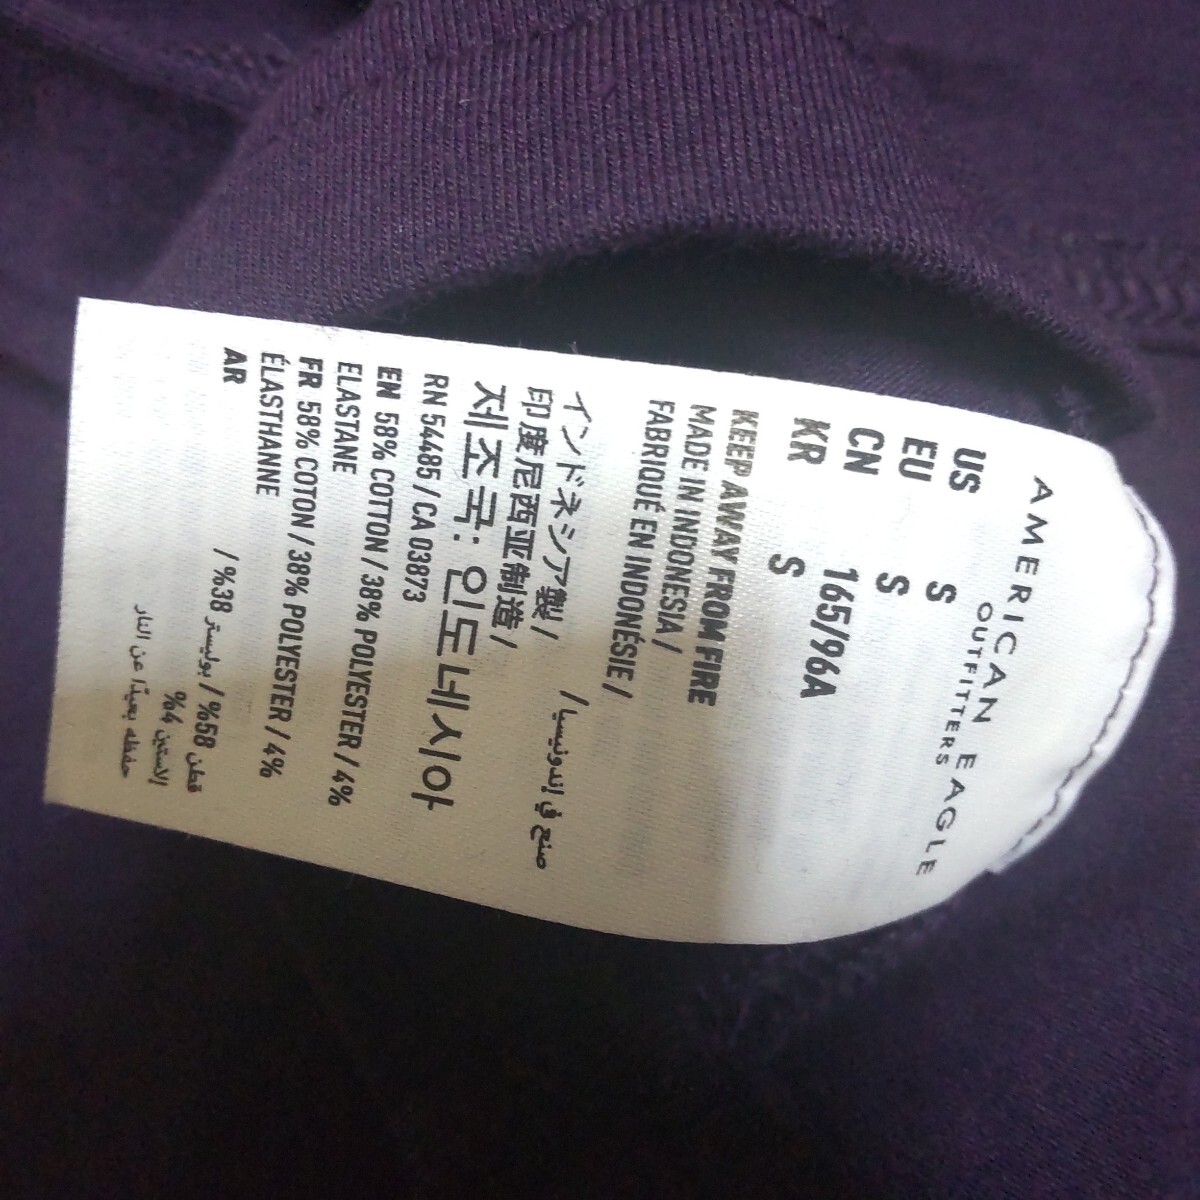 AMERICAN EAGLE
OUTFITTERS
US S
EU S
CN 165/96A
KR S
KEEP AWAY FROM FIRE
MADE IN INDONESIA /
FABRIQUÉ EN INDONÉSIE /
صنع في إندونيسيا /
インドネシア製 /
印度尼西亚制造 /
제조국: 인도네시아
RN 54485 / CA 03873
EN 58% COTTON / 38% POLYESTER / 4%
ELASTANE
FR 58% COTON / 38% POLYESTER / 4%
ÉLASTHANNE
AR
قطن 58% / بوليستر 38% /
الاستين 4%
حفظه بعيدًا عن النار